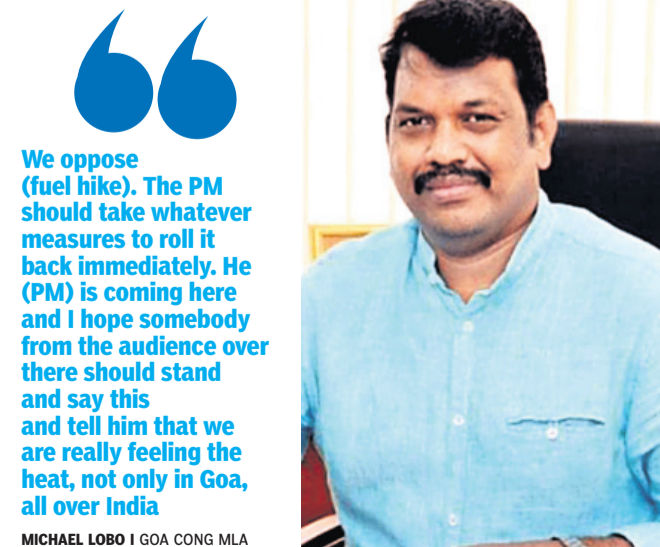 We oppose
(fuel hike). The PM
should take whatever
measures to roll it
back immediately. He
(PM) is coming here
and I hope somebody
from the audience over
there should stand
and say this
and tell him that we
are really feeling the
heat, not only in Goa,
all over India
MICHAEL LOBO I GOA CONG MLA